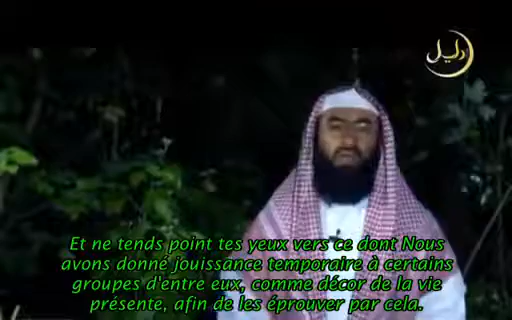 دليل
Et ne tends point tes yeux vers ce dont Nous
avons donné jouissance temporaire à certains
groupes d'entre eux, comme décor de la vie
présente, afin de les éprouver par cela.